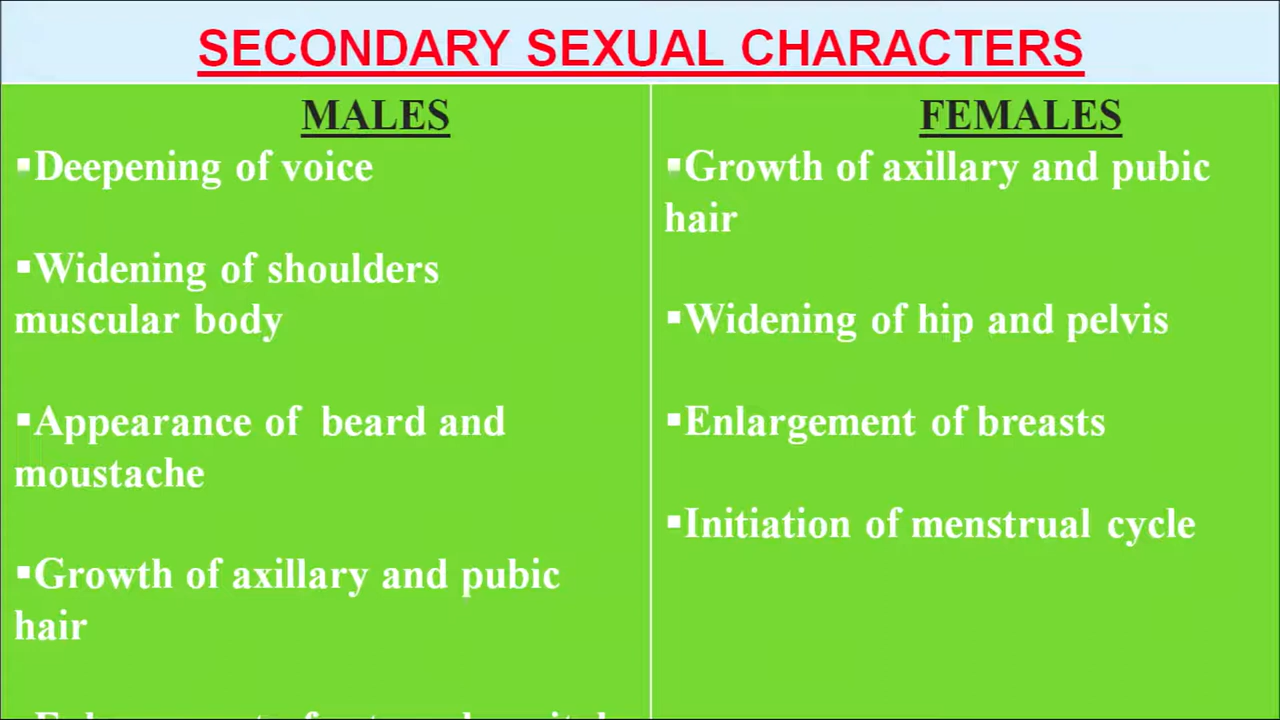 SECONDARY SEXUAL CHARACTERS
MALES
▪Deepening of voice
▪Widening of shoulders
muscular body
▪Appearance of  beard and
moustache
▪Growth of axillary and pubic
hair
FEMALES
▪Growth of axillary and pubic
hair
▪Widening of hip and pelvis
▪Enlargement of breasts
▪Initiation of menstrual cycle